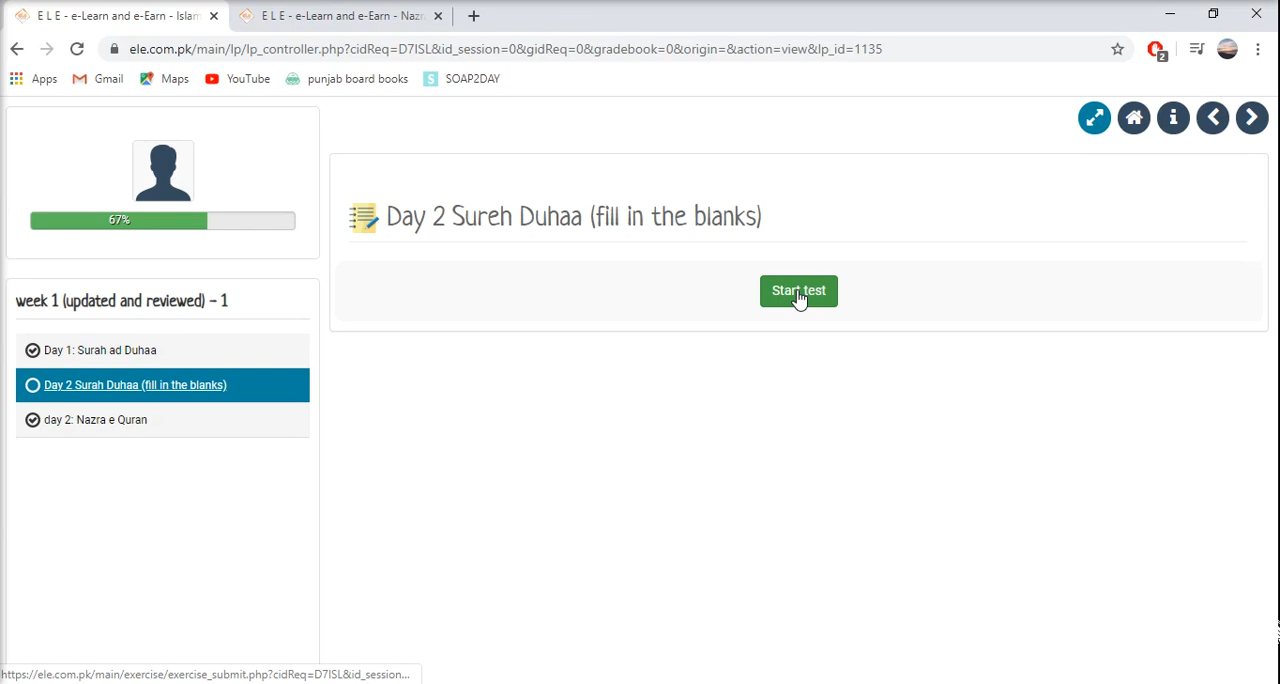 E L E - e-Learn and e-Earn - Islam
E L E - e-Learn and e-Earn - Nazr
ele.com.pk/main/lp/lp_controller.php?cidReq=D7ISL&id_session=0&gidReq=0&gradebook=0&origin=&action=view&lp_id=1135
2
Apps Gmail Maps YouTube punjab board books S SOAP2DAY
67%
week 1 (updated and reviewed) - 1
Day 1: Surah ad Duhaa
Day 2 Surah Duhaa (fill in the blanks)
day 2: Nazra e Quran
Day 2 Sureh Duhaa (fill in the blanks)
Start test
https://ele.com.pk/main/exercise/exercise_submit.php?cidReq=D7ISL&id_session...